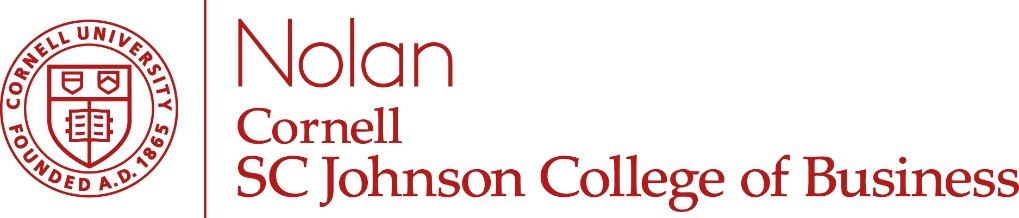 CORNELL UNIVERSITY
FOUNDED A.D. 1865
Nolan
Cornell
SC Johnson College of Business